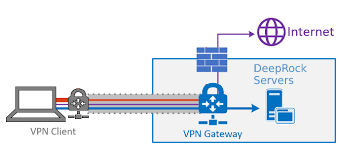 Internet
DeepRock
Servers
VPN Client
VPN Gateway